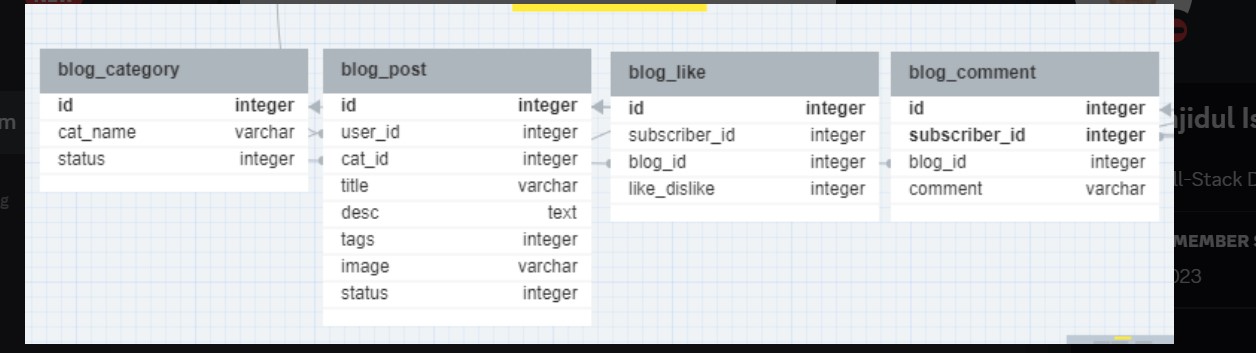 NEW
blog_category
id integer
cat_name varchar
status integer
blog_post
id integer
user_id integer
cat_id integer
title varchar
desc text
tags integer
image varchar
status integer
blog_like
id integer
subscriber_id integer
blog_id integer
like_dislike integer
blog_comment
id integer
subscriber_id integer
blog_id integer
comment varchar
m
g
jidul Is
ll-Stack D
MEMBER S
023